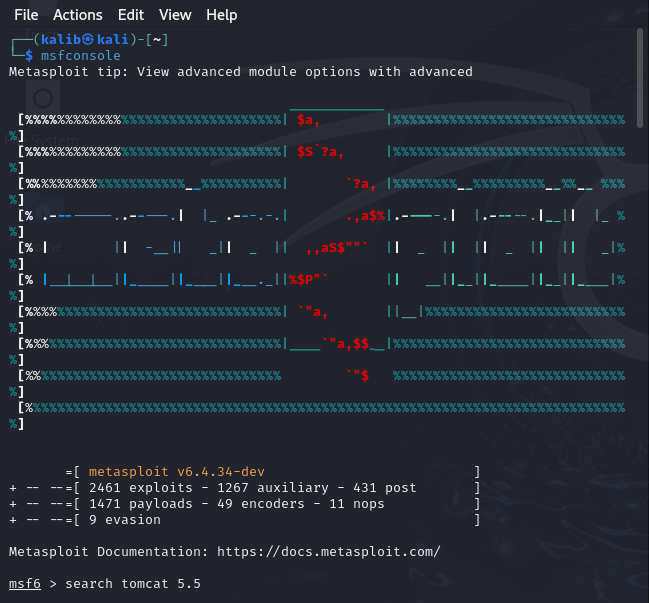 File Actions Edit View Help
┌──(kalib㉿kali)-[~]
└─$ msfconsole
Metasploit tip: View advanced module options with advanced
=[ metasploit v6.4.34-dev ]
+ -- --=[ 2461 exploits - 1267 auxiliary - 431 post ]
+ -- --=[ 1471 payloads - 49 encoders - 11 nops ]
+ -- --=[ 9 evasion ]
Metasploit Documentation: https://docs.metasploit.com/
msf6 > search tomcat 5.5